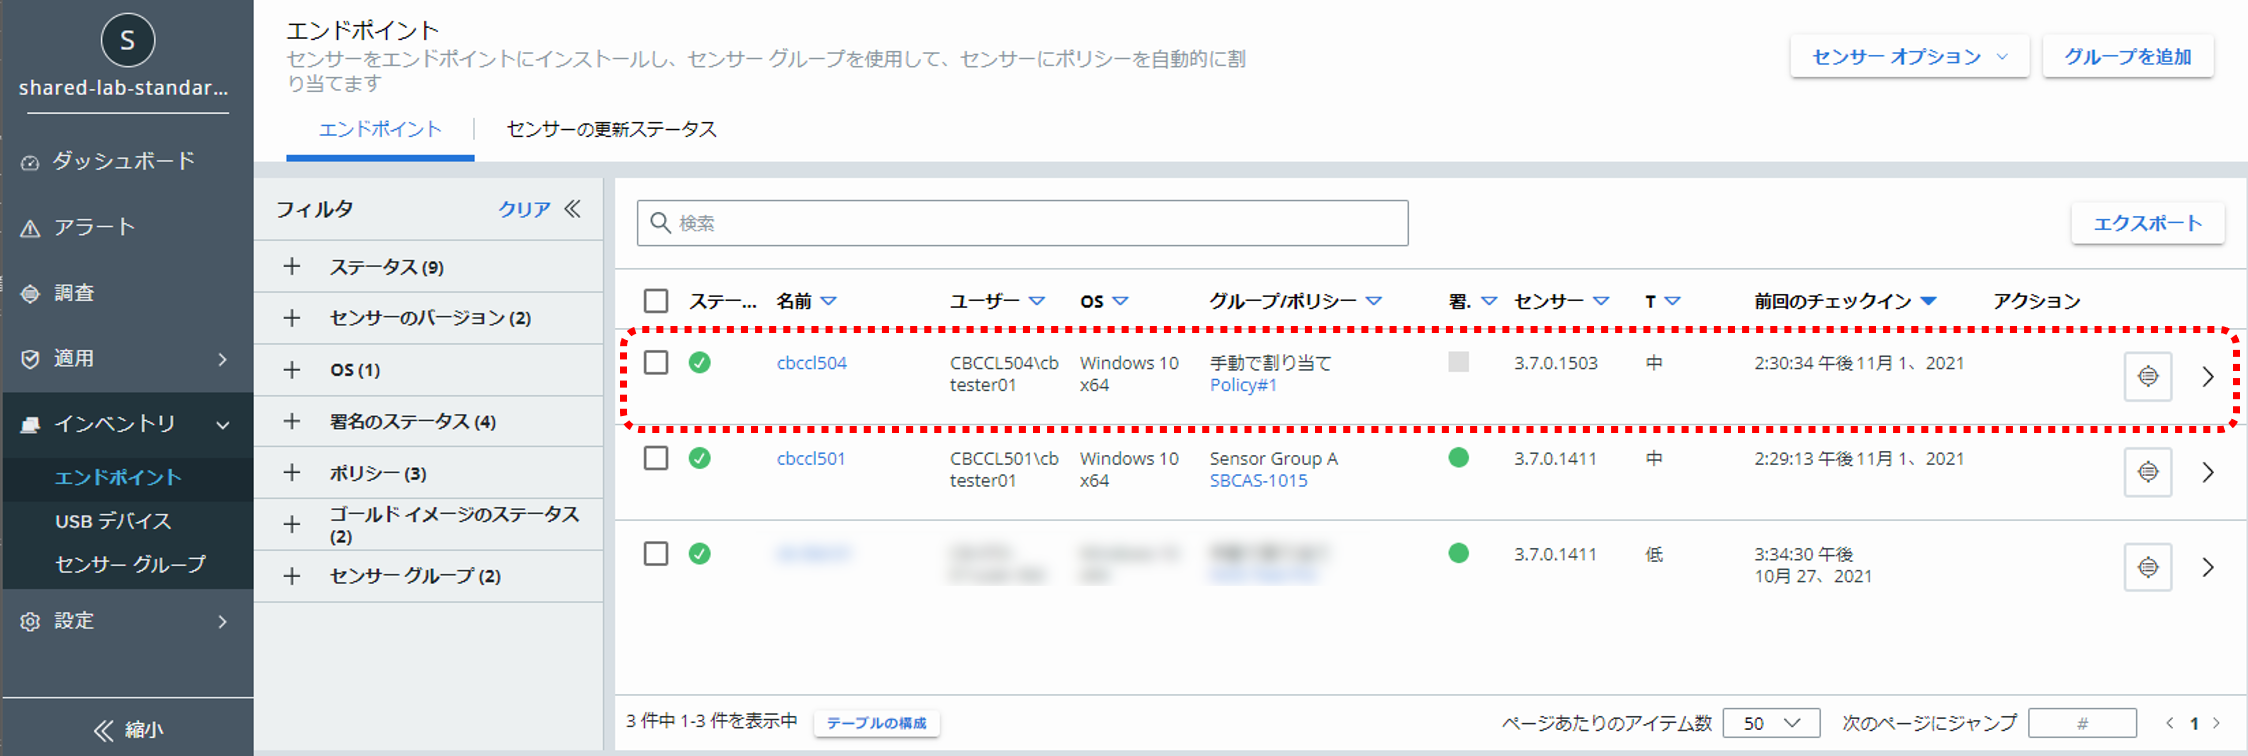 S
shared-lab-standar...
ダッシュボード
アラート
調査
適用
インベントリ
エンドポイント
USB デバイス
センサー グループ
設定
縮小
エンドポイント
センサーをエンドポイントにインストールし、センサー グループを使用して、センサーにポリシーを自動的に割
り当てます
センサー オプション
グループを追加
エンドポイント
センサーの更新ステータス
フィルタ
クリア
ステータス (9)
センサーのバージョン (2)
OS (1)
署名のステータス (4)
ポリシー (3)
ゴールド イメージのステータス
(2)
センサー グループ (2)
検索
エクスポート
ステー... 名前 ユーザー OS グループ/ポリシー 署. センサー T 前回のチェックイン アクション
cbccl504 CBCCL504\cb Windows 10 手動で割り当て 3.7.0.1503 中 2:30:34 午後 11月 1、2021
tester01 x64 Policy#1
cbccl501 CBCCL501\cb Windows 10 Sensor Group A 3.7.0.1411 中 2:29:13 午後 11月 1、2021
tester01 x64 SBCAS-1015
3.7.0.1411 低 3:34:30 午後
10月 27、2021
3 件中 1-3 件を表示中 テーブルの構成 ページあたりのアイテム数 50 次のページにジャンプ # < 1 >